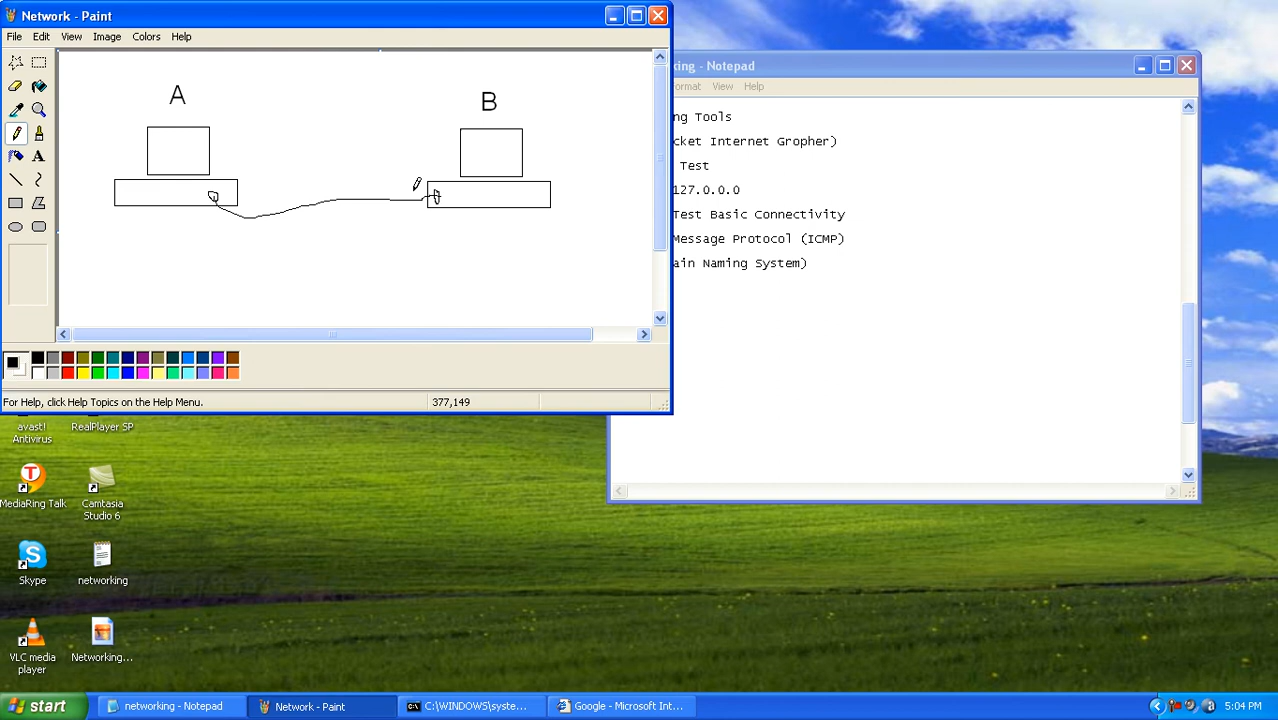 Network - Paint
File Edit View Image Colors Help
A
B
For Help, click Help Topics on the Help Menu.
377,149
king - Notepad
ormat View Help
ng Tools
cket Internet Gropher)
Test
127.0.0.0
Test Basic Connectivity
Message Protocol (ICMP)
ain Naming System)
avast!
Antivirus
RealPlayer SP
MediaRing Talk
Camtasia
Studio 6
Skype
networking
VLC media
player
Networking...
start
networking - Notepad
Network - Paint
C:\WINDOWS\syste...
Google - Microsoft Int...
5:04 PM